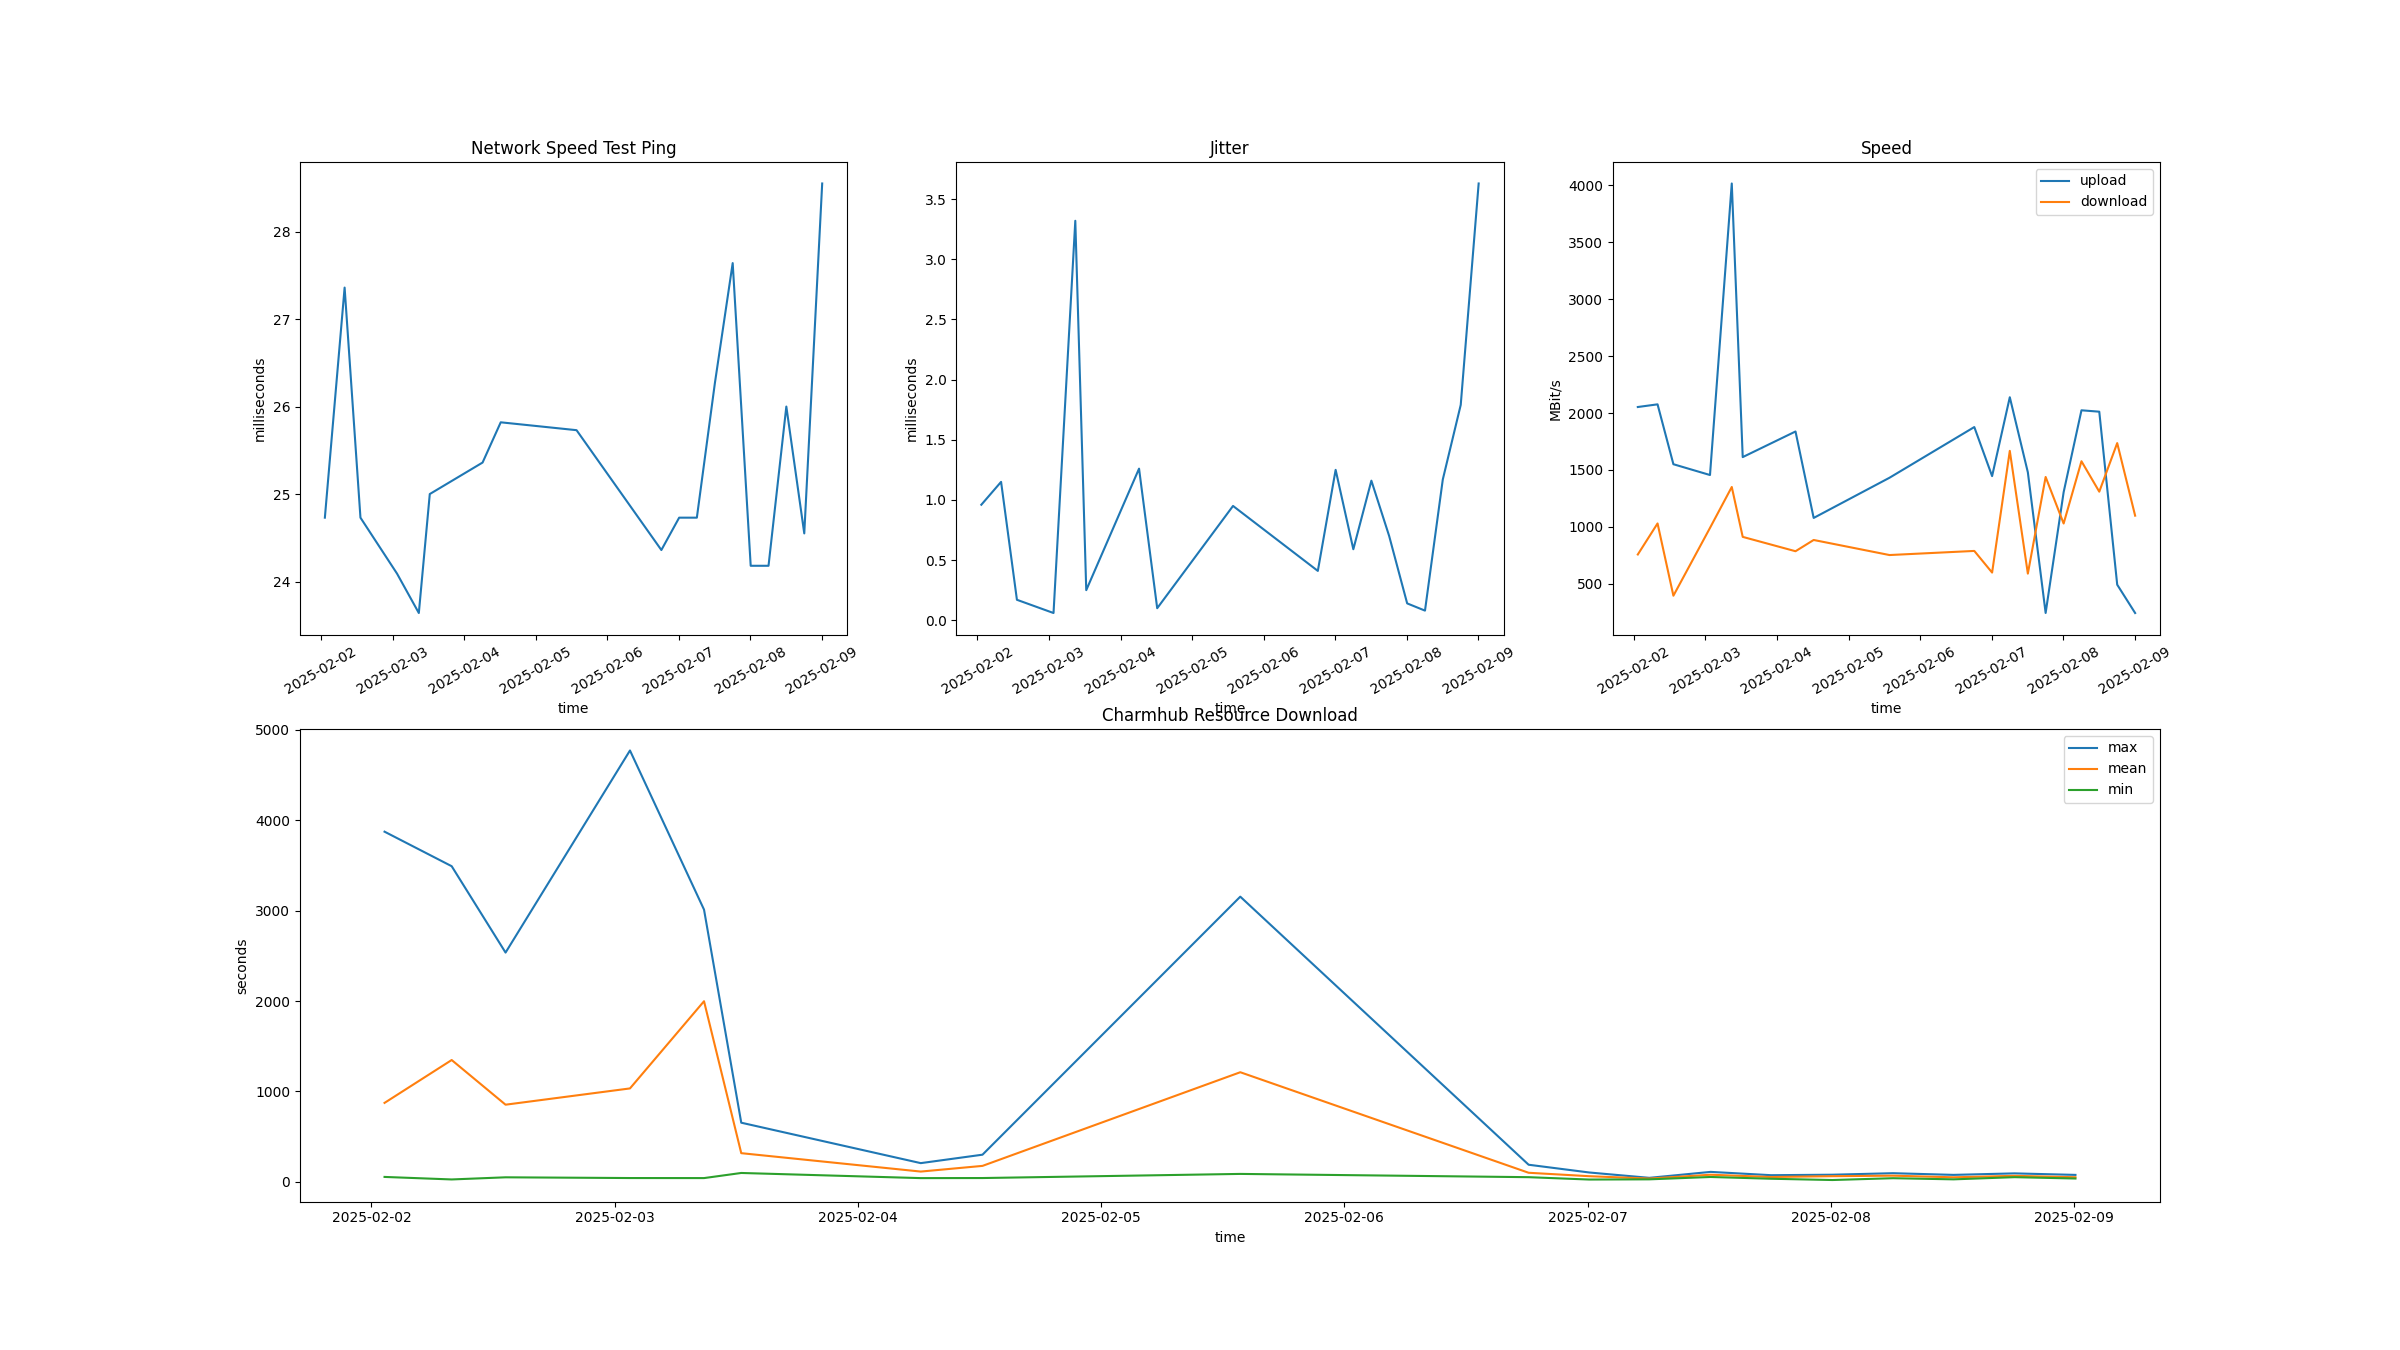 Network Speed Test Ping
milliseconds
28
27
26
25
24
2025-02-02 2025-02-03 2025-02-04 2025-02-05 2025-02-06 2025-02-07 2025-02-08 2025-02-09
time
Jitter
milliseconds
3.5
3.0
2.5
2.0
1.5
1.0
0.5
0.0
2025-02-02 2025-02-03 2025-02-04 2025-02-05 2025-02-06 2025-02-07 2025-02-08 2025-02-09
time
Speed
upload
download
MBit/s
4000
3500
3000
2500
2000
1500
1000
500
2025-02-02 2025-02-03 2025-02-04 2025-02-05 2025-02-06 2025-02-07 2025-02-08 2025-02-09
time
Charmhub Resource Download
max
mean
min
seconds
5000
4000
3000
2000
1000
0
2025-02-02 2025-02-03 2025-02-04 2025-02-05 2025-02-06 2025-02-07 2025-02-08 2025-02-09
time